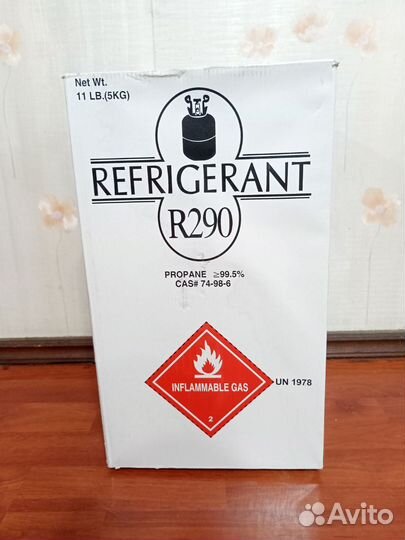 Net Wt.
11 LB.(5KG)
REFRIGERANT
R290
PROPANE ≥99.5%
CAS# 74-98-6
INFLAMMABLE GAS
UN 1978
2
Avito